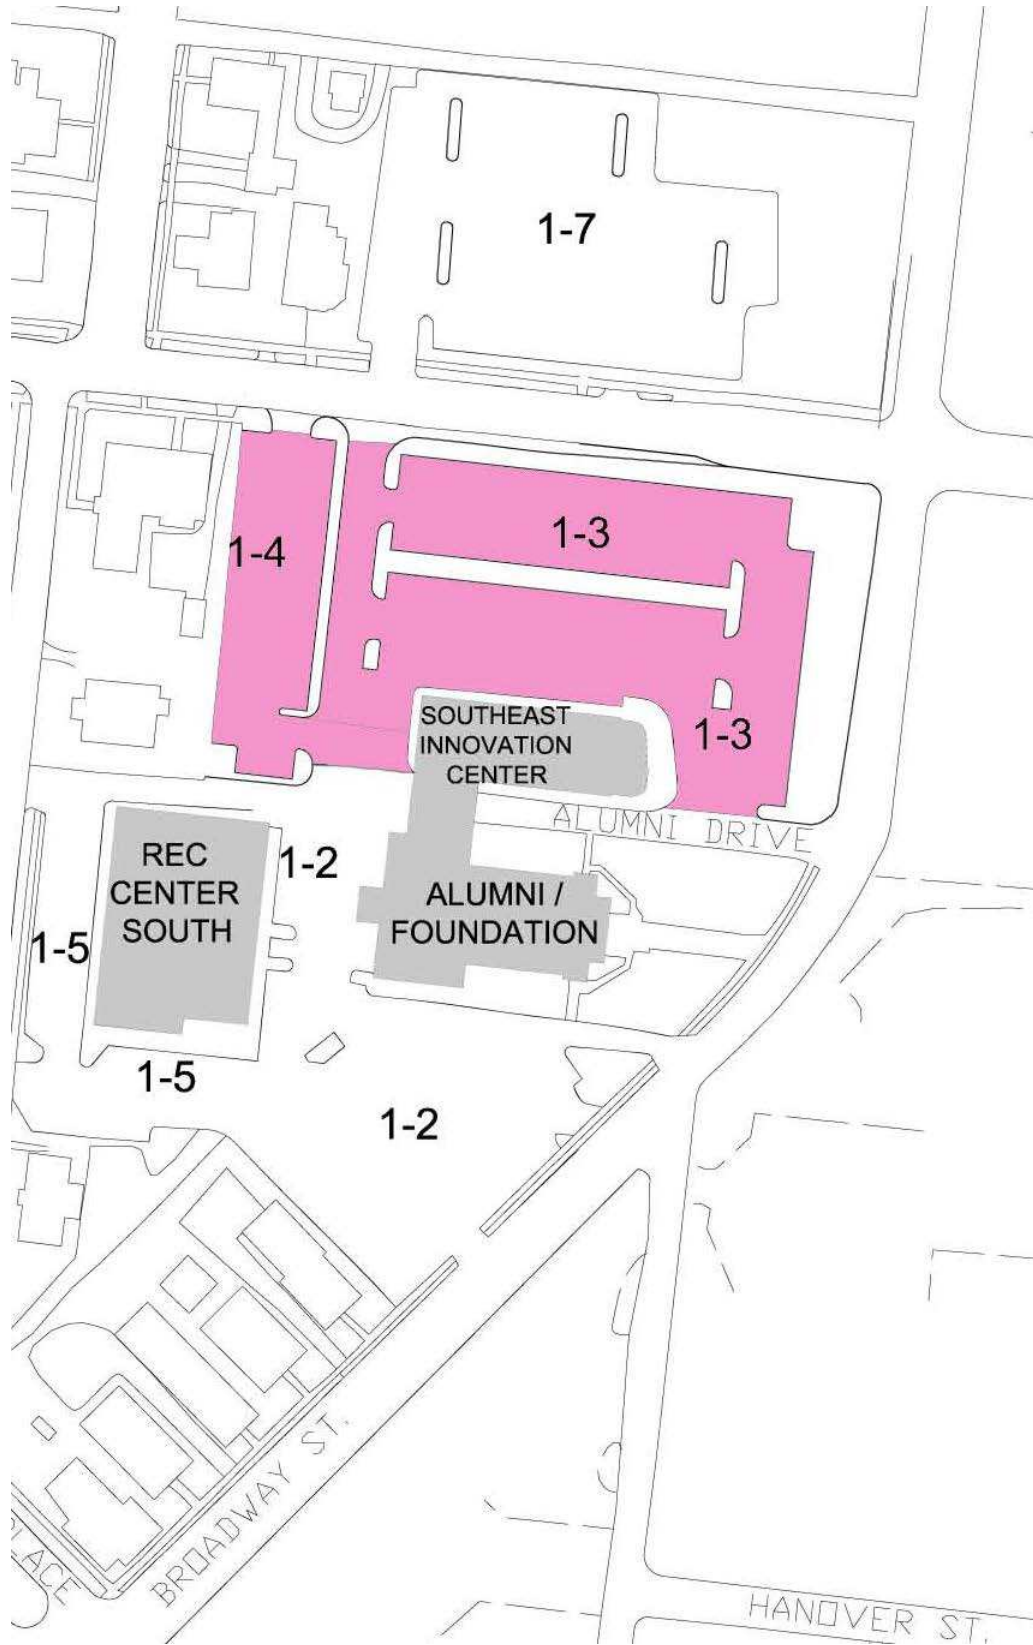 1-7
1-3
1-4
SOUTHEAST
INNOVATION
CENTER
1-3
ALUMNI DRIVE
REC
CENTER
SOUTH
1-2
ALUMNI /
FOUNDATION
1-5
1-5
1-2
BROADWAY ST.
PLACE
HANOVER ST.